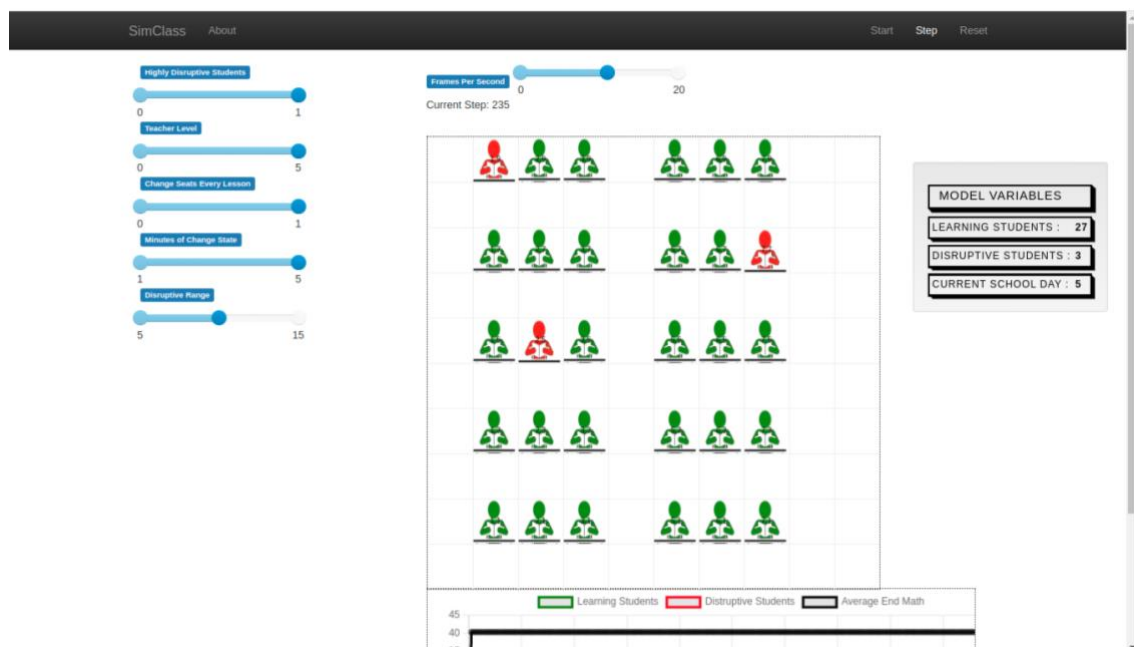 SimClass About Start Step Reset
Highly Disruptive Students
0 1
Teacher Level
0 5
Change Seats Every Lesson
0 1
Minutes of Change State
1 5
Disruptive Range
5 15
Frames Per Second
0 20
Current Step: 235
MODEL VARIABLES
LEARNING STUDENTS : 27
DISRUPTIVE STUDENTS : 3
CURRENT SCHOOL DAY : 5
Learning Students Distruptive Students Average End Math
45
40